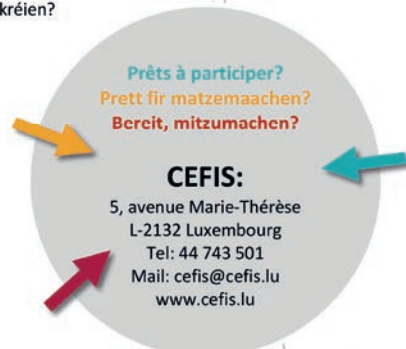 kréien?
Prêts à participer?
Prett fir matzemaachen?
Bereit, mitzumachen?
CEFIS:
5, avenue Marie-Thérèse
L-2132 Luxembourg
Tel: 44 743 501
Mail: cefis@cefis.lu
www.cefis.lu